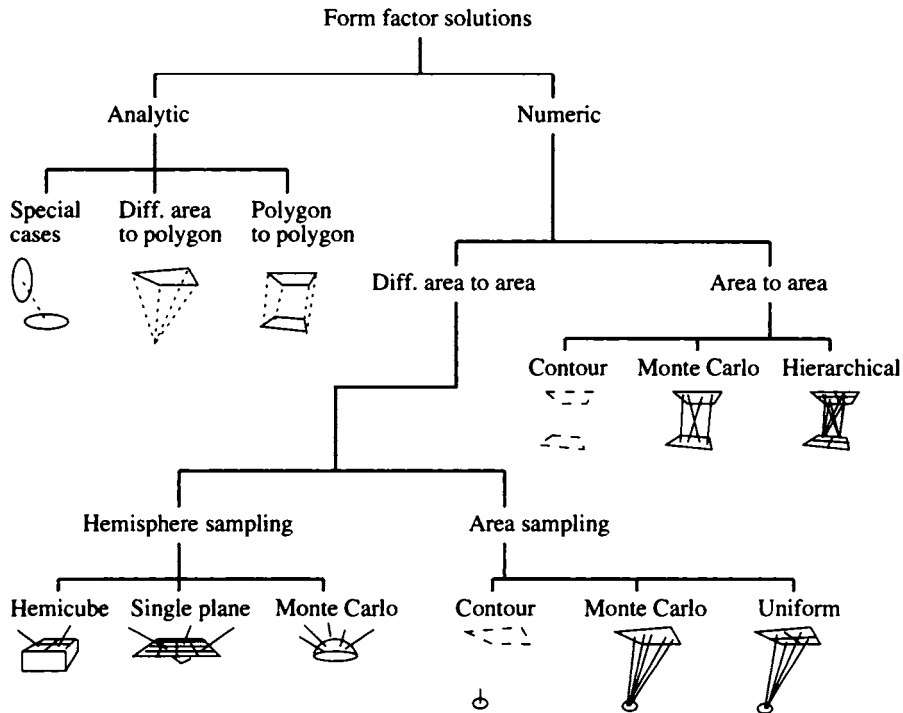 Form factor solutions
Analytic
Numeric
Special
cases
Diff. area
to polygon
Polygon
to polygon
Diff. area to area
Area to area
Contour
Monte Carlo
Hierarchical
Hemisphere sampling
Area sampling
Hemicube
Single plane
Monte Carlo
Contour
Monte Carlo
Uniform